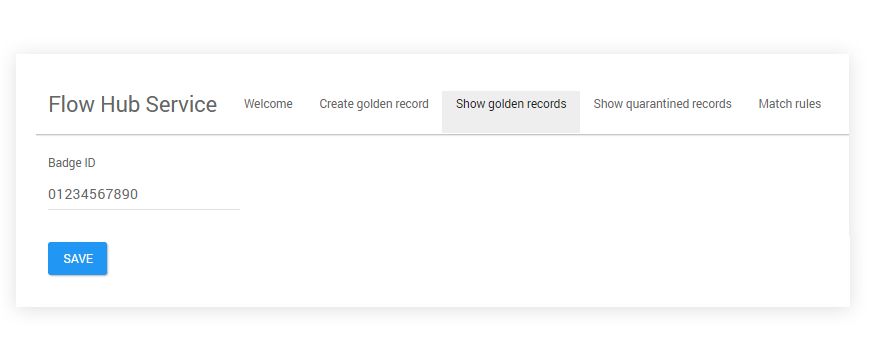 Flow Hub Service Welcome Create golden record Show golden records Show quarantined records Match rules
Badge ID
01234567890
SAVE